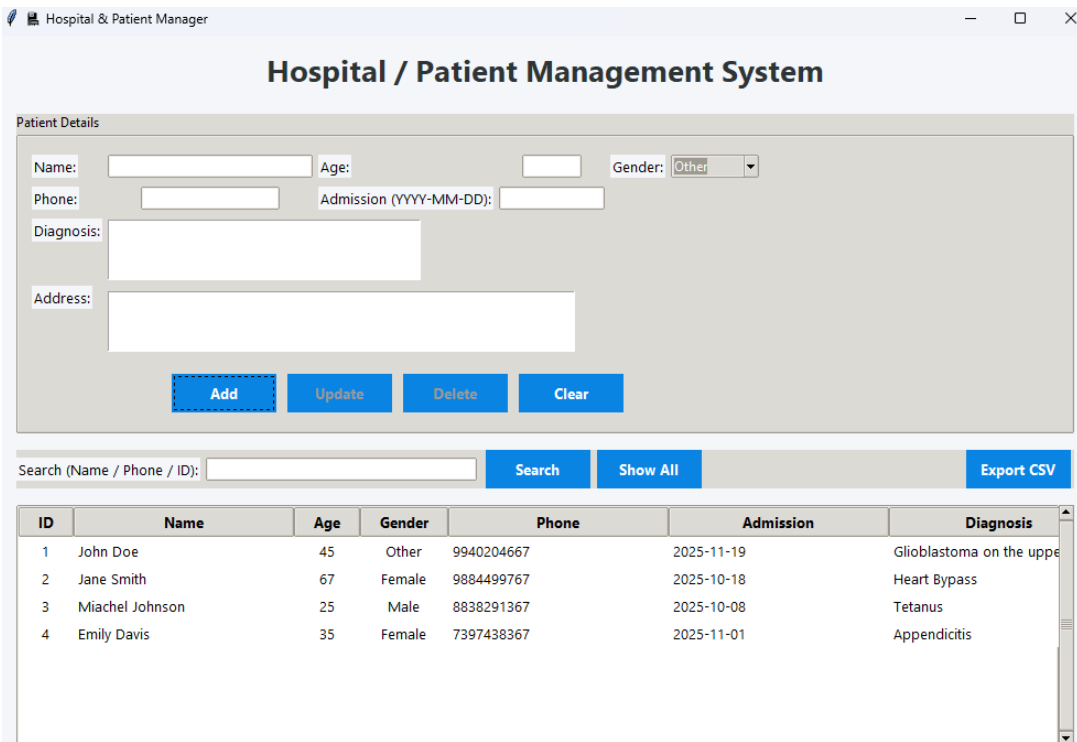 Hospital & Patient Manager
Hospital / Patient Management System
Patient Details
Name: Age: Gender: Other
Phone: Admission (YYYY-MM-DD):
Diagnosis:
Address:
Add Update Delete Clear
Search (Name / Phone / ID): Search Show All Export CSV
ID Name Age Gender Phone Admission Diagnosis
1 John Doe 45 Other 9940204667 2025-11-19 Glioblastoma on the uppe
2 Jane Smith 67 Female 9884499767 2025-10-18 Heart Bypass
3 Miachel Johnson 25 Male 8838291367 2025-10-08 Tetanus
4 Emily Davis 35 Female 7397438367 2025-11-01 Appendicitis